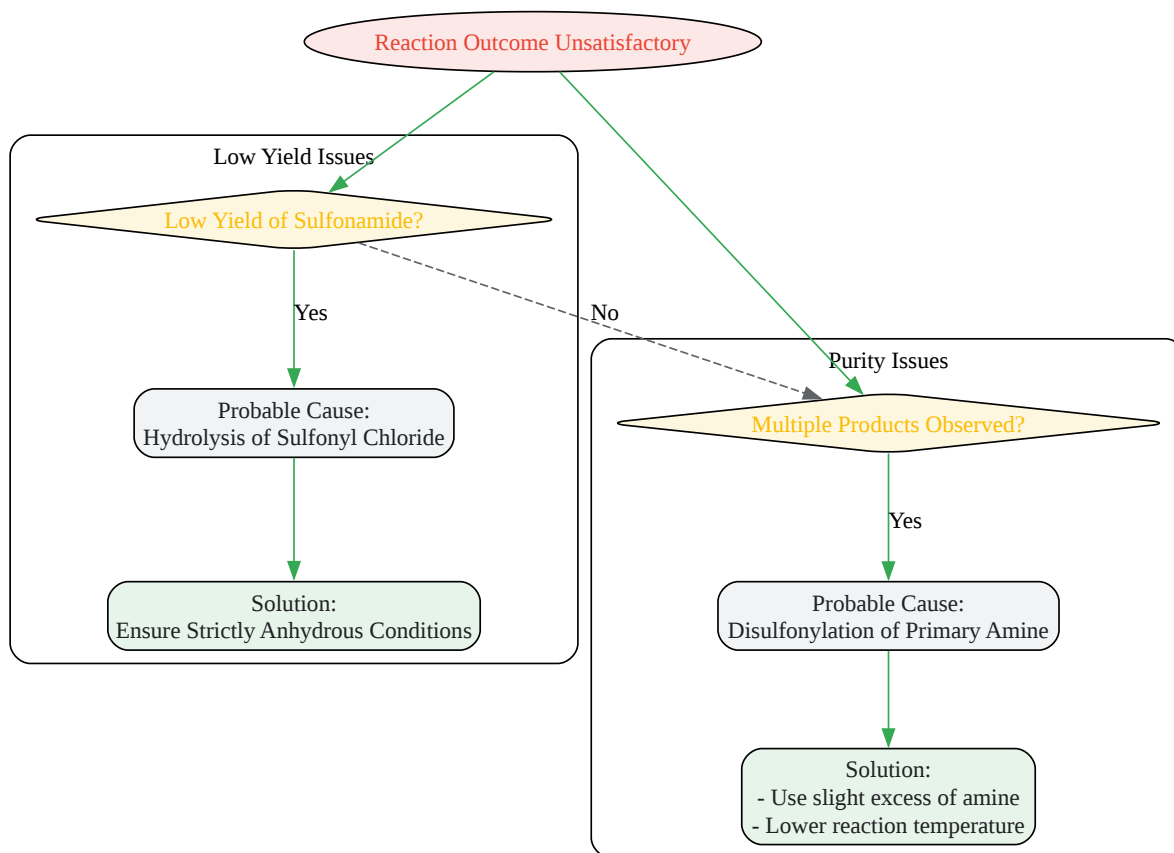 Reaction Outcome Unsatisfactory
Low Yield Issues
Low Yield of Sulfonamide?
Yes
No
Probable Cause:
Hydrolysis of Sulfonyl Chloride
Solution:
Ensure Strictly Anhydrous Conditions
Purity Issues
Multiple Products Observed?
Yes
Probable Cause:
Disulfonylation of Primary Amine
Solution:
- Use slight excess of amine
- Lower reaction temperature